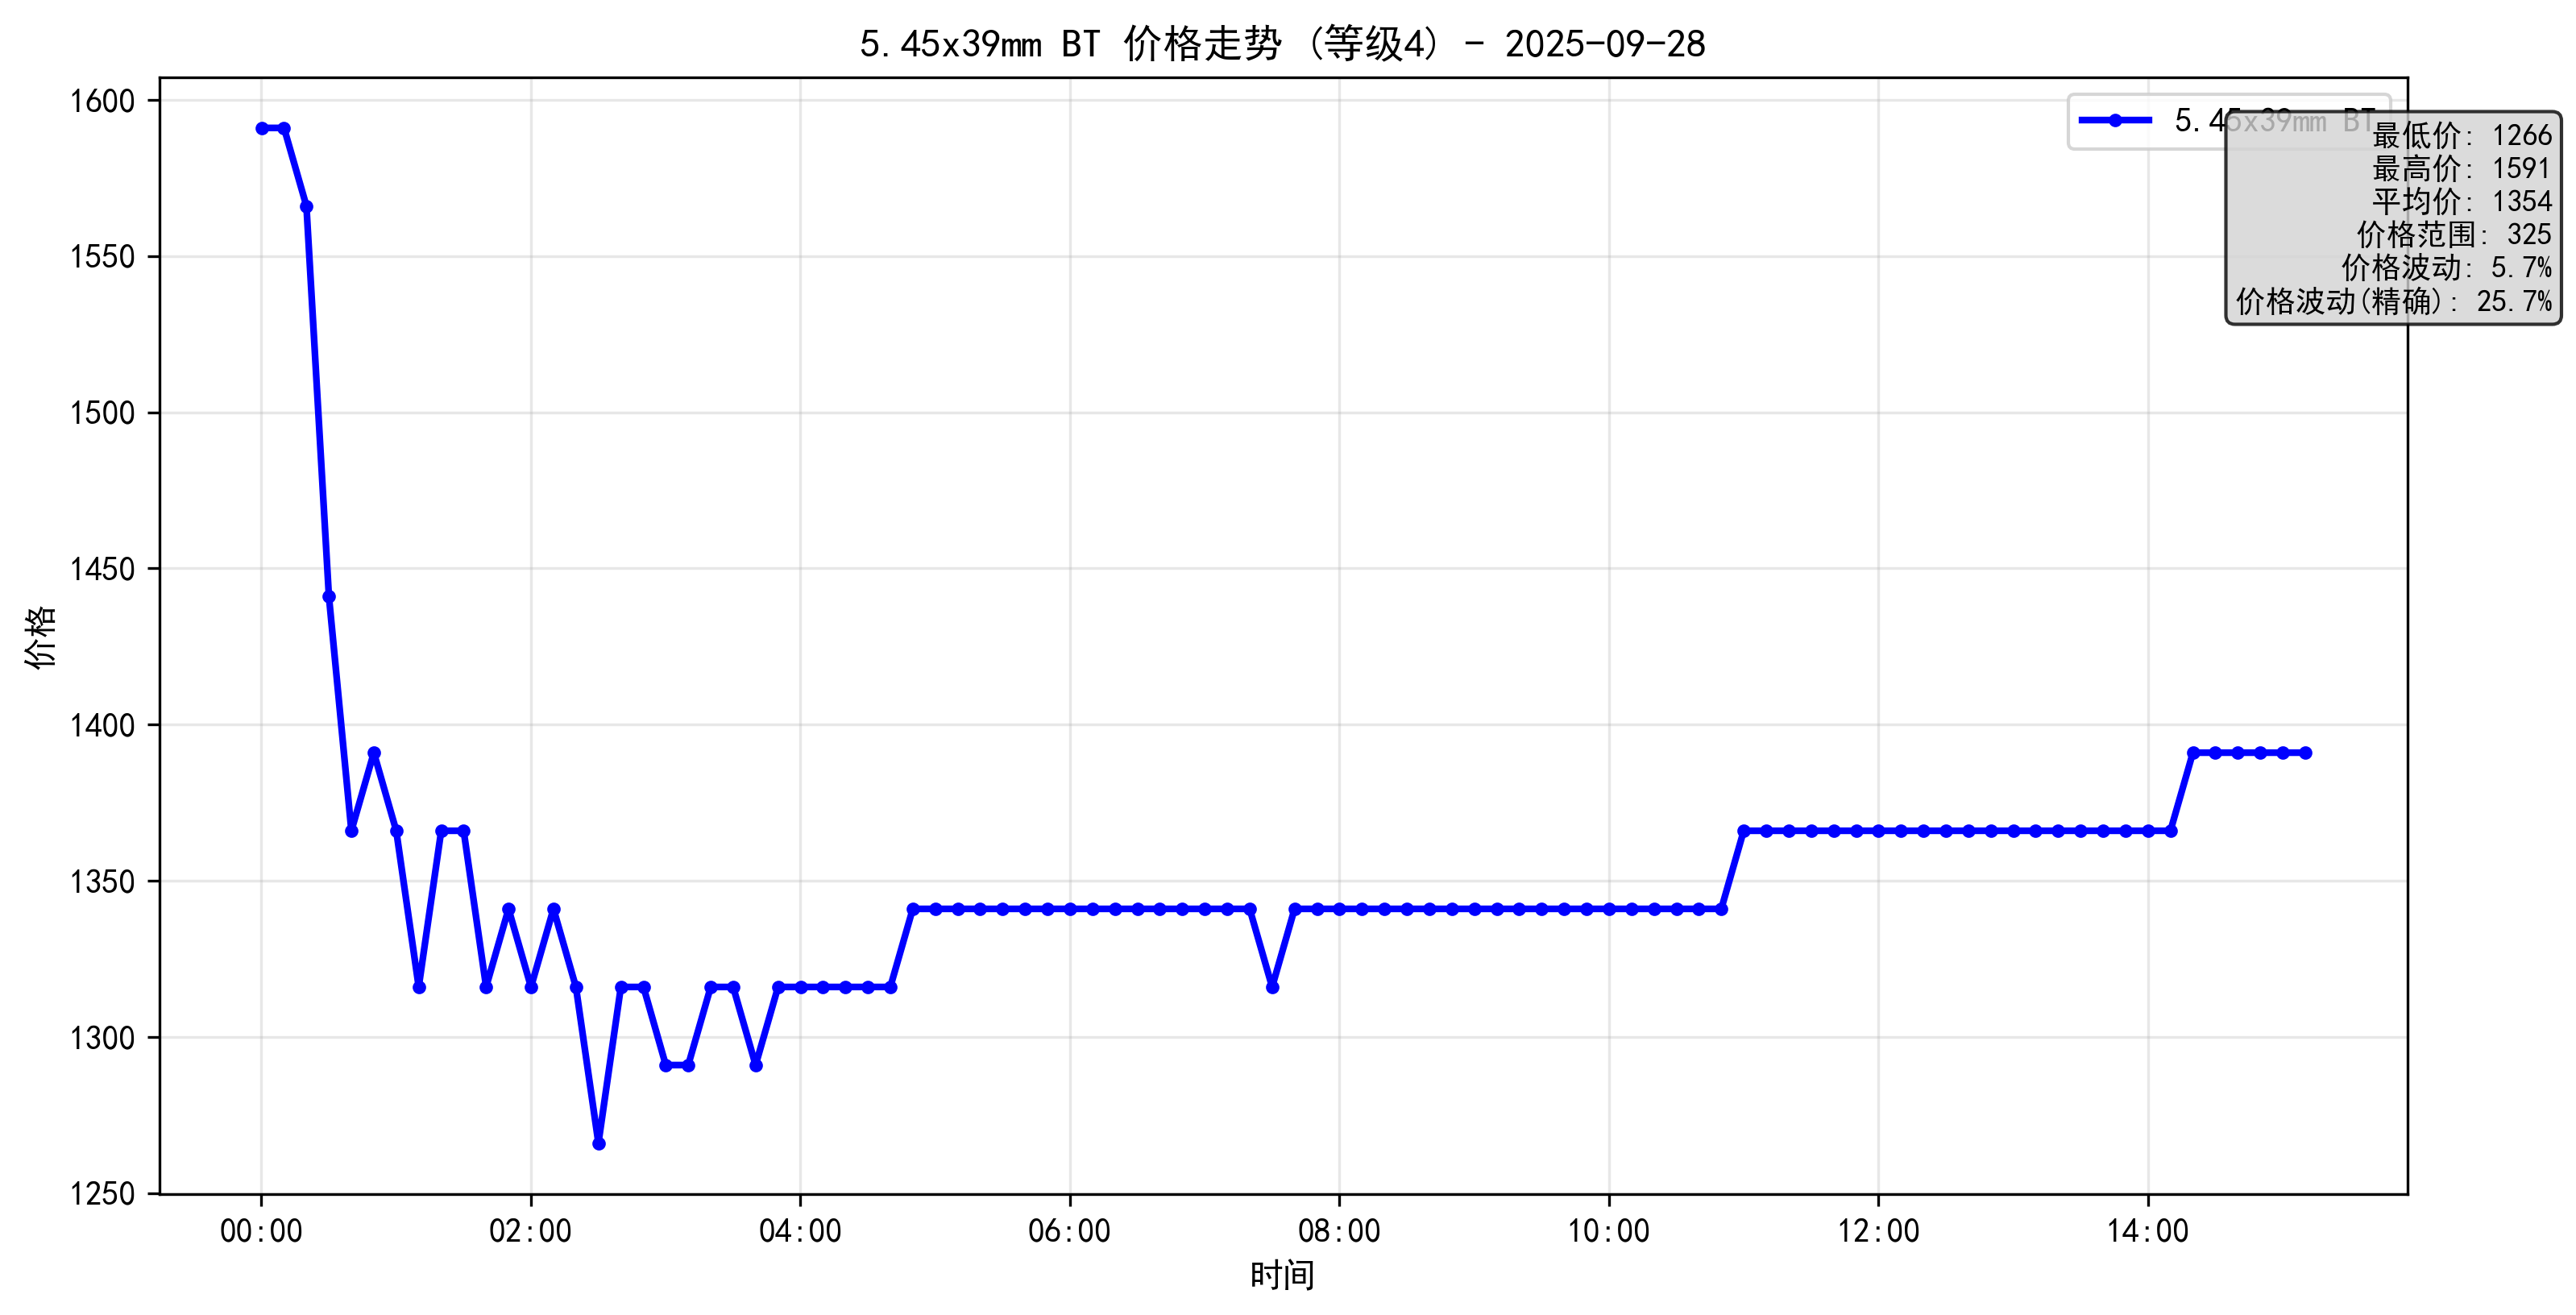 5.45x39mm BT 价格走势 (等级4) - 2025-09-28
5.45x39mm BT
最低价: 1266
最高价: 1591
平均价: 1354
价格范围: 325
价格波动: 5.7%
价格波动(精确): 25.7%
价格
1600
1550
1500
1450
1400
1350
1300
1250
00:00 02:00 04:00 06:00 08:00 10:00 12:00 14:00
时间